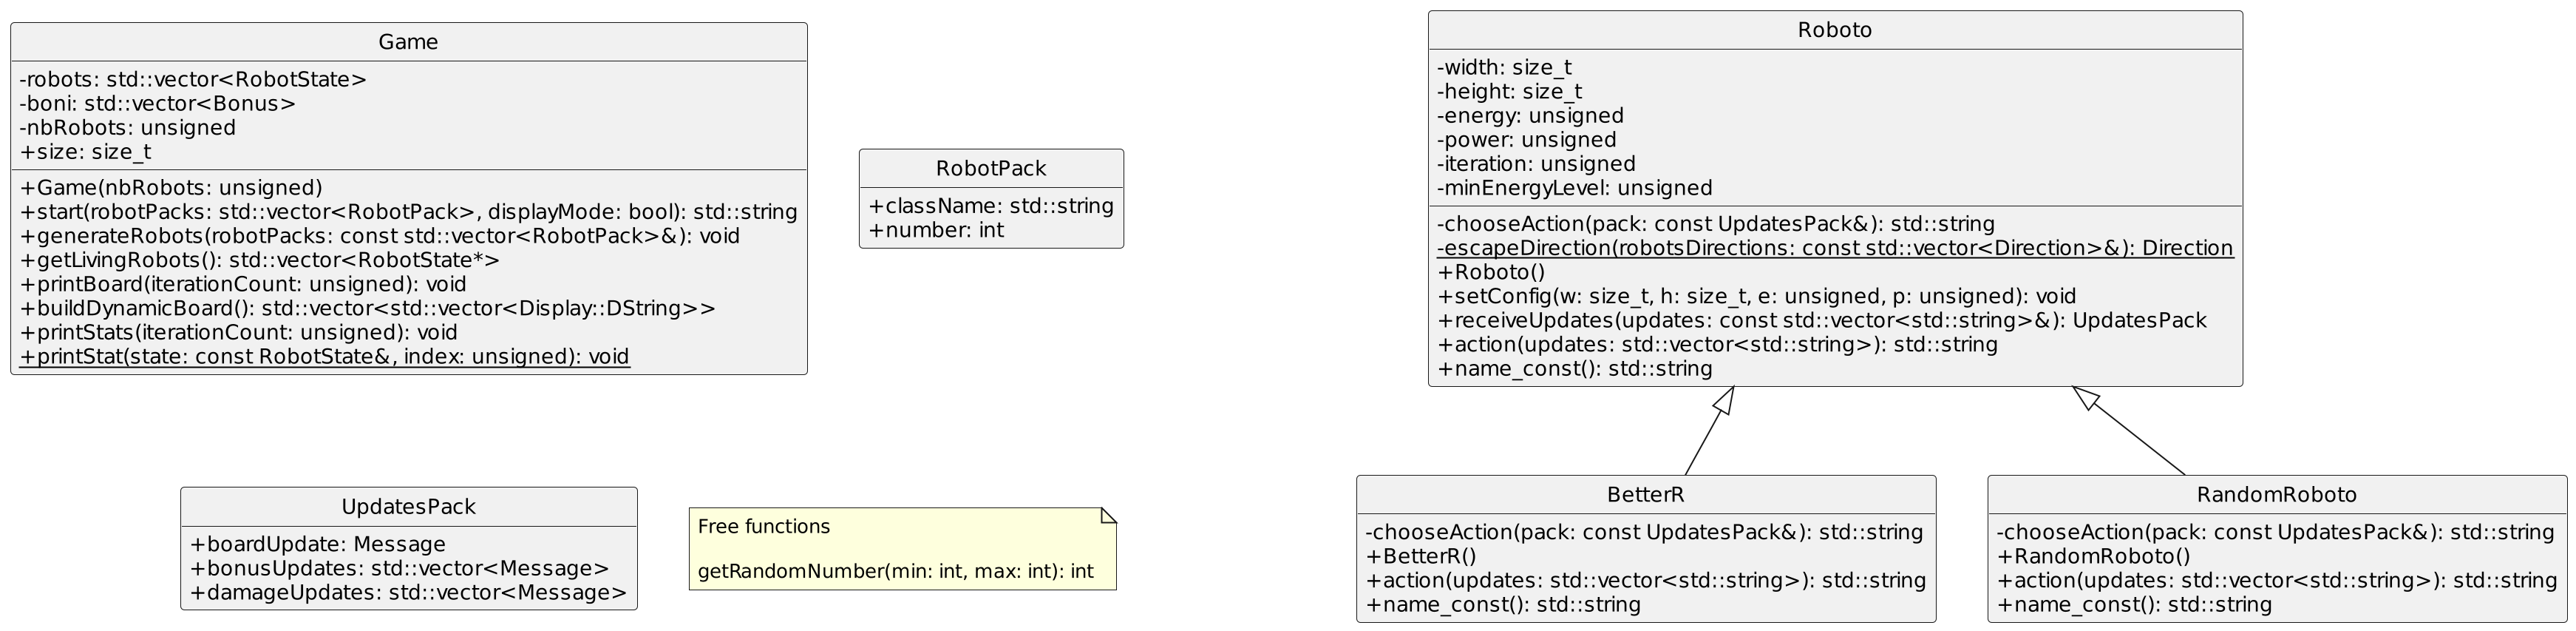 Game
-robots: std::vector<RobotState>
-boni: std::vector<Bonus>
-nbRobots: unsigned
+size: size_t
+Game(nbRobots: unsigned)
+start(robotPacks: std::vector<RobotPack>, displayMode: bool): std::string
+generateRobots(robotPacks: const std::vector<RobotPack>&): void
+getLivingRobots(): std::vector<RobotState*>
+printBoard(iterationCount: unsigned): void
+buildDynamicBoard(): std::vector<std::vector<Display::DString>>
+printStats(iterationCount: unsigned): void
+printStat(state: const RobotState&, index: unsigned): void
RobotPack
+className: std::string
+number: int
Roboto
-width: size_t
-height: size_t
-energy: unsigned
-power: unsigned
-iteration: unsigned
-minEnergyLevel: unsigned
-chooseAction(pack: const UpdatesPack&): std::string
-escapeDirection(robotsDirections: const std::vector<Direction>&): Direction
+Roboto()
+setConfig(w: size_t, h: size_t, e: unsigned, p: unsigned): void
+receiveUpdates(updates: const std::vector<std::string>&): UpdatesPack
+action(updates: std::vector<std::string>): std::string
+name_const(): std::string
UpdatesPack
+boardUpdate: Message
+bonusUpdates: std::vector<Message>
+damageUpdates: std::vector<Message>
Free functions
getRandomNumber(min: int, max: int): int
BetterR
-chooseAction(pack: const UpdatesPack&): std::string
+BetterR()
+action(updates: std::vector<std::string>): std::string
+name_const(): std::string
RandomRoboto
-chooseAction(pack: const UpdatesPack&): std::string
+RandomRoboto()
+action(updates: std::vector<std::string>): std::string
+name_const(): std::string